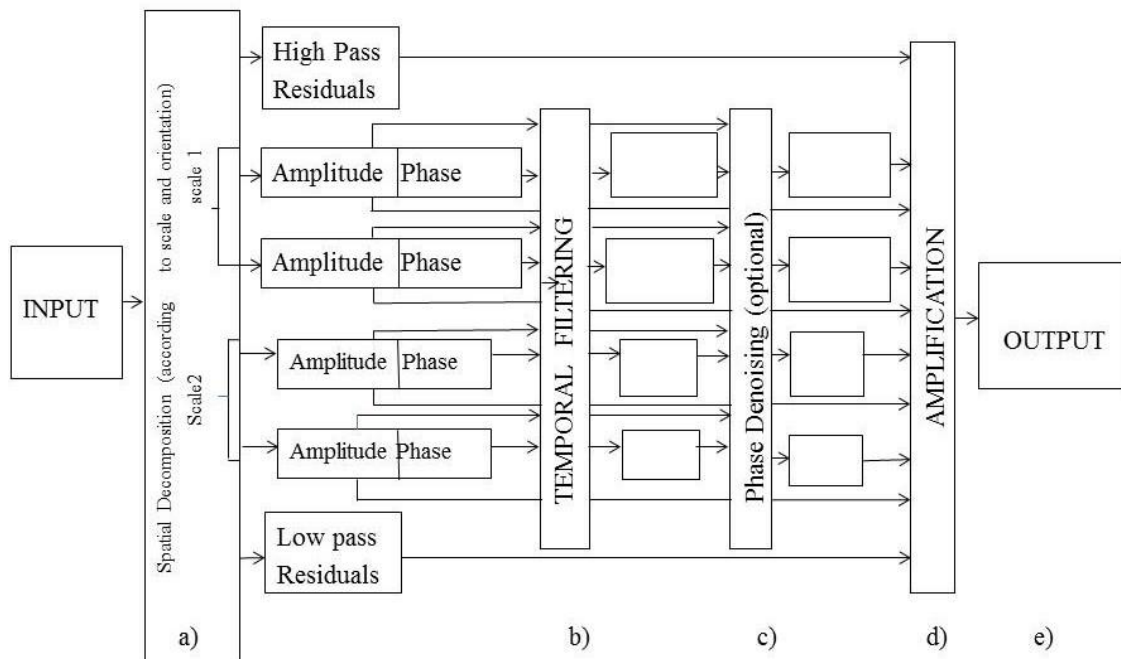 INPUT
Spatial Decomposition (according to scale and orientation)
scale 1
Scale2
High Pass
Residuals
Amplitude Phase
Amplitude Phase
Amplitude Phase
Amplitude Phase
Low pass
Residuals
TEMPORAL FILTERING
Phase Denoising (optional)
AMPLIFICATION
OUTPUT
a)
b)
c)
d)
e)